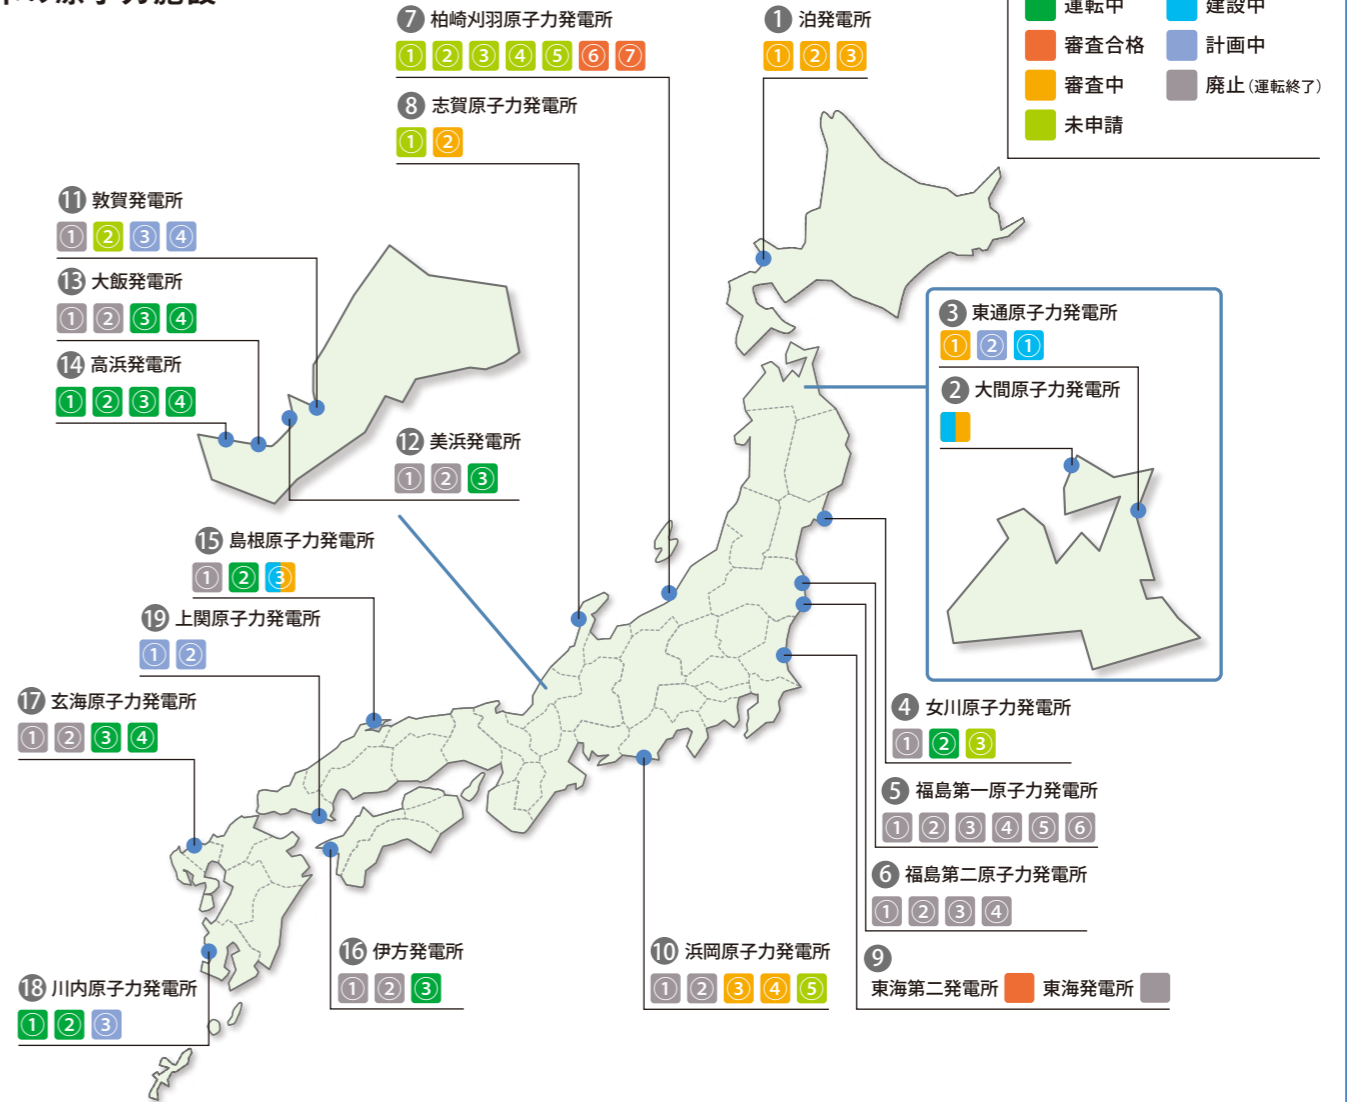 本の原子力施設
運転中
建設中
審査合格
計画中
審査中
廃止(運転終了)
未申請
7 柏崎刈羽原子力発電所
① ② ③ ④ ⑤ ⑥ ⑦
1 泊発電所
① ② ③
8 志賀原子力発電所
① ②
11 敦賀発電所
① ② ③ ④
13 大飯発電所
① ② ③ ④
14 高浜発電所
① ② ③ ④
12 美浜発電所
① ② ③
3 東通原子力発電所
① ② ①
2 大間原子力発電所
15 島根原子力発電所
① ② ③
19 上関原子力発電所
① ②
17 玄海原子力発電所
① ② ③ ④
4 女川原子力発電所
① ② ③
5 福島第一原子力発電所
① ② ③ ④ ⑤ ⑥
6 福島第二原子力発電所
① ② ③ ④
16 伊方発電所
① ② ③
10 浜岡原子力発電所
① ② ③ ④ ⑤
9
東海第二発電所 東海発電所
18 川内原子力発電所
① ② ③